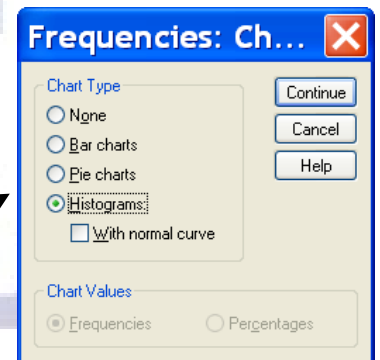 Frequencies: Ch...
Chart Type
None
Bar charts
Pie charts
Histograms:
With normal curve
Continue
Cancel
Help
Chart Values
Frequencies Percentages